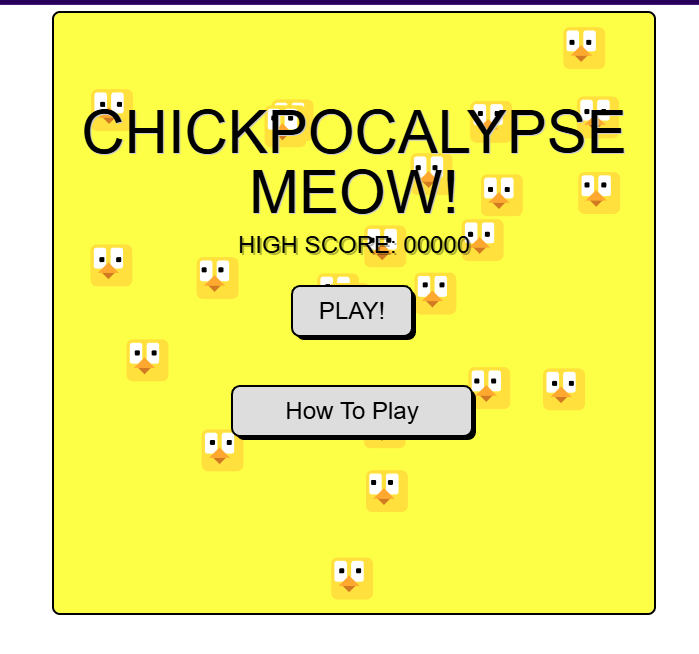 CHICKPOCALYPSE
MEOW!
HIGH SCORE: 00000
PLAY!
How To Play